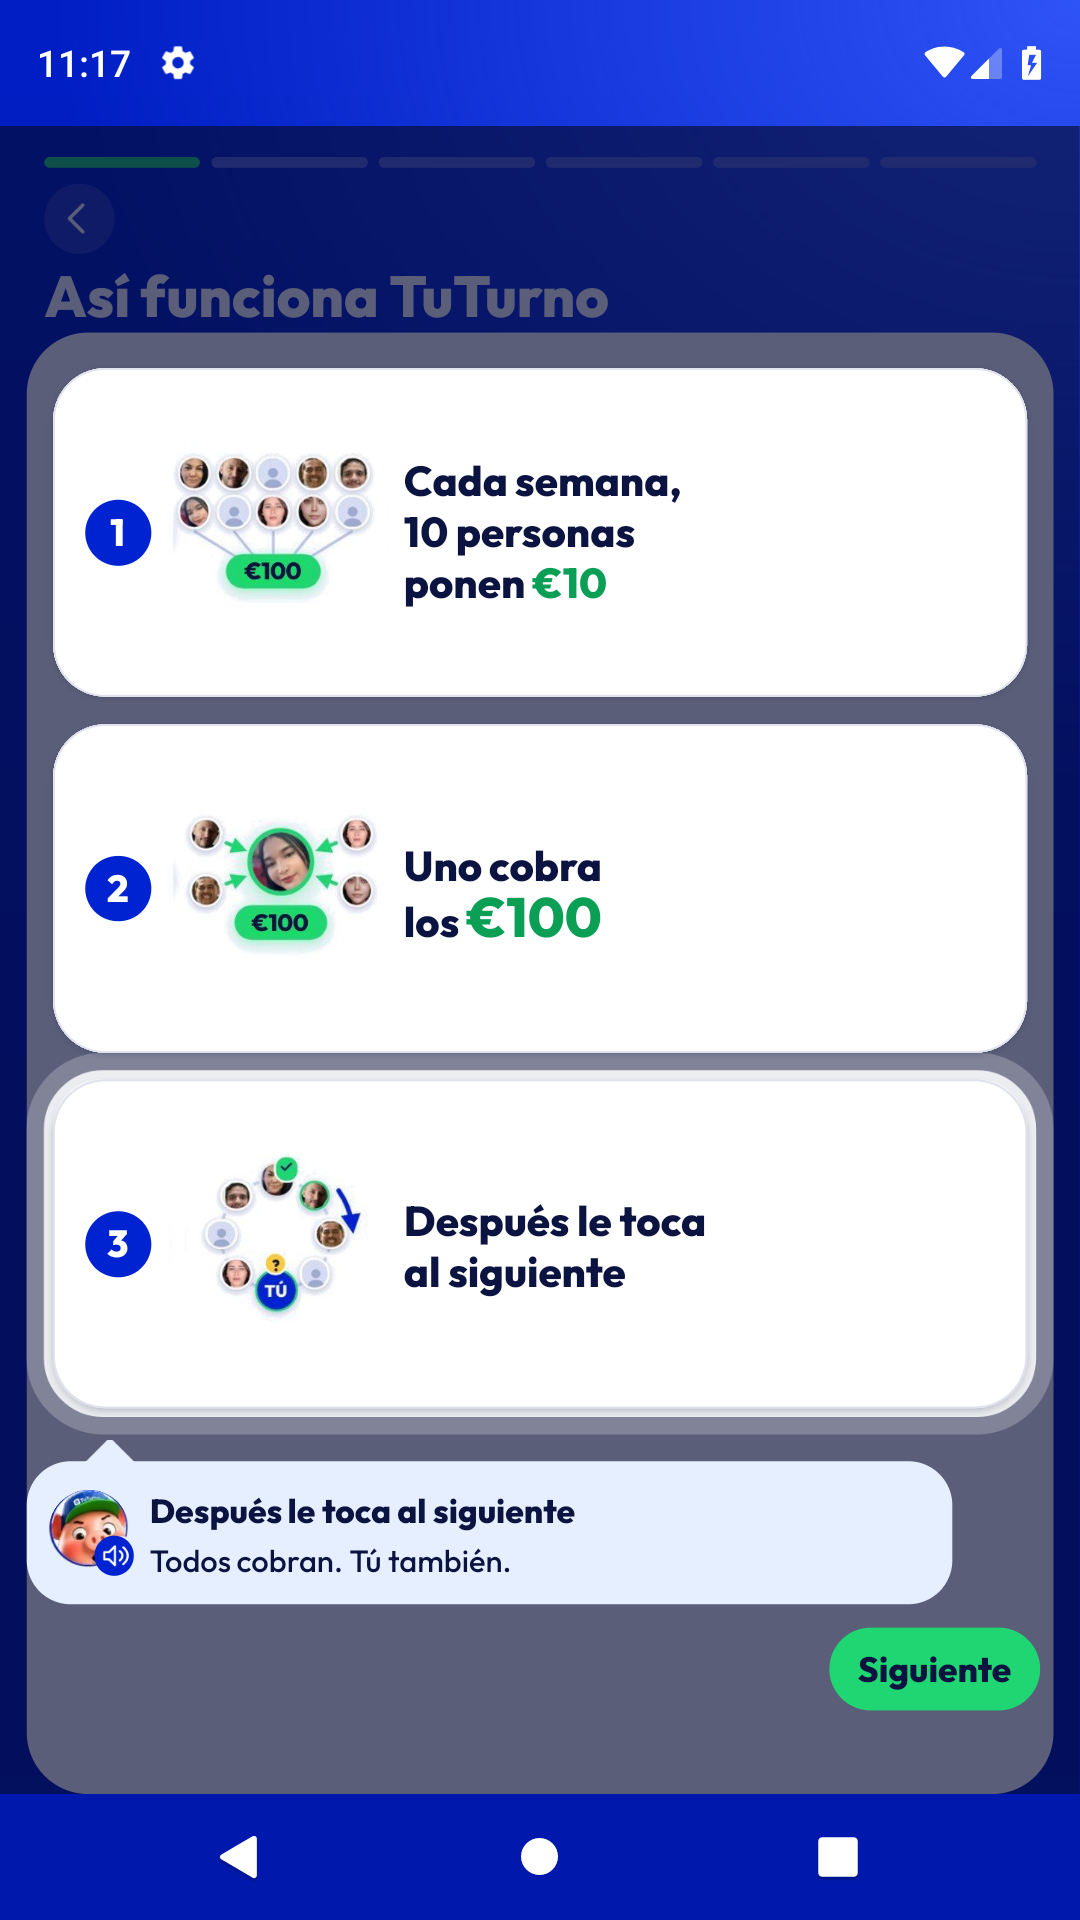 11:17
Así funciona TuTurno
1
€100
Cada semana,
10 personas
ponen €10
2
€100
Uno cobra
los €100
3
?
TÚ
Después le toca
al siguiente
Después le toca al siguiente
Todos cobran. Tú también.
Siguiente